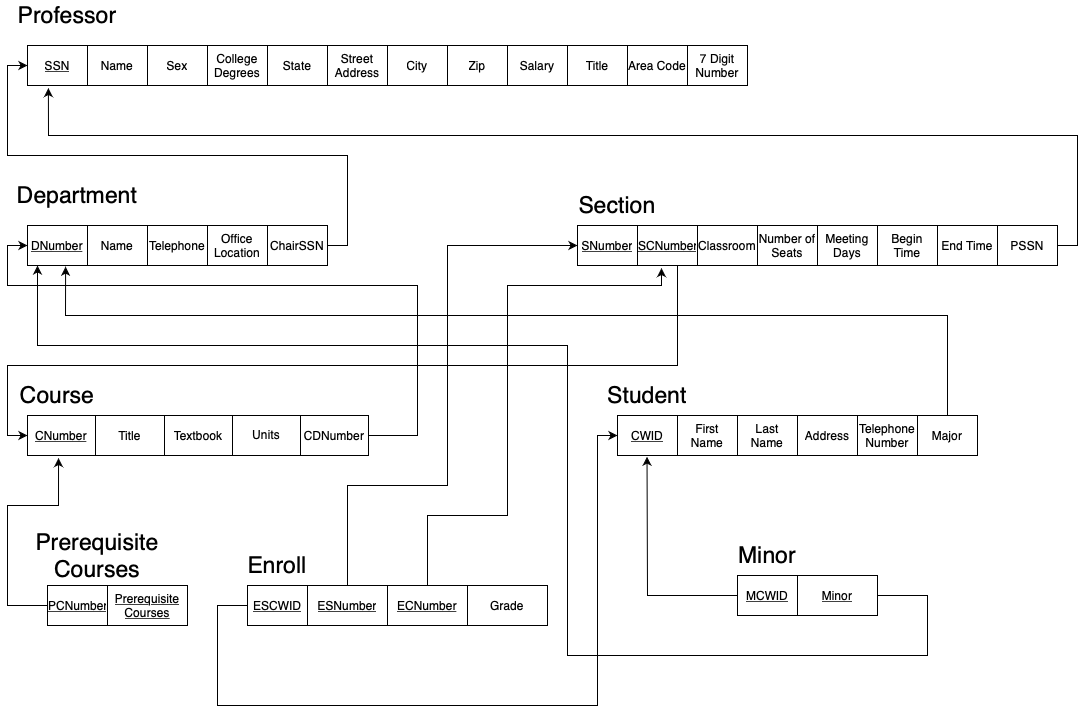 Professor
SSN Name Sex College Degrees State Street Address City Zip Salary Title Area Code 7 Digit Number
Department
DNumber Name Telephone Office Location ChairSSN
Section
SNumber SCNumber Classroom Number of Seats Meeting Days Begin Time End Time PSSN
Course
CNumber Title Textbook Units CDNumber
Student
CWID First Name Last Name Address Telephone Number Major
Prerequisite
Courses
PCNumber Prerequisite Courses
Enroll
ESCWID ESNumber ECNumber Grade
Minor
MCWID Minor